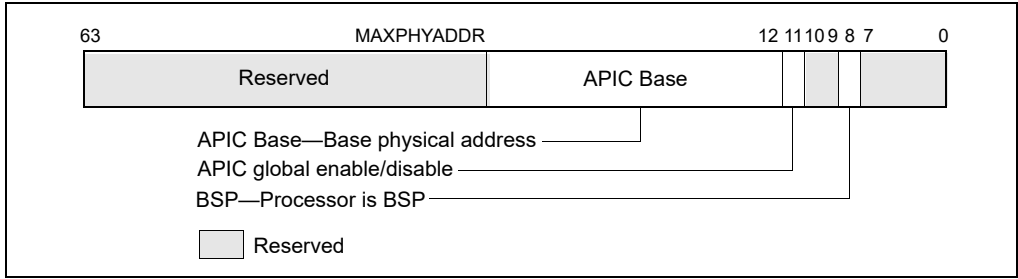 63 MAXPHYADDR 12 11 10 9 8 7 0
Reserved APIC Base
APIC Base—Base physical address
APIC global enable/disable
BSP—Processor is BSP
Reserved